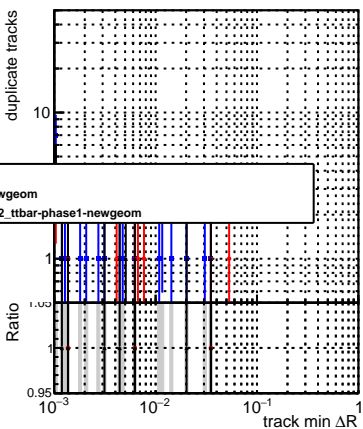 duplicate tracks
10
wgeom
2_ttbar-phase1-newgeom
1
Ratio
1.05
1
0.95
10−3
10−2
10−1
1
track min ΔR